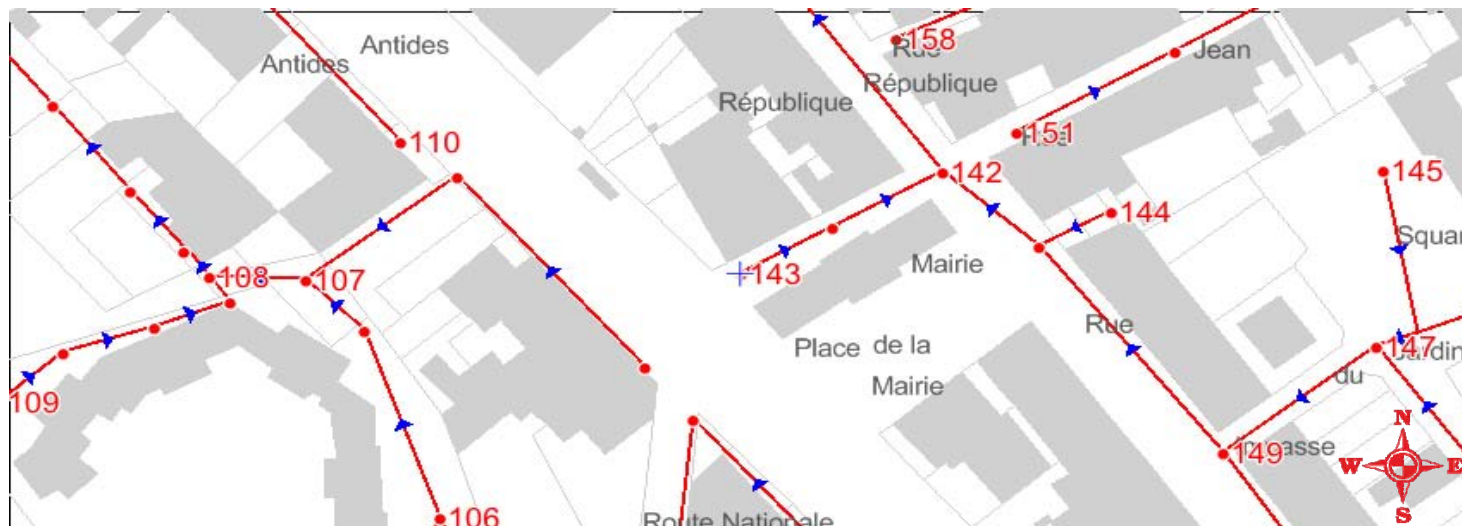 Antides
Antides
110
République
Rue
158
République
Jean
151
142
145
144
Squar
143
Mairie
108
107
Rue
Place de la
Mairie
147
du
109
149
106
Route Nationale
N
W
E
S